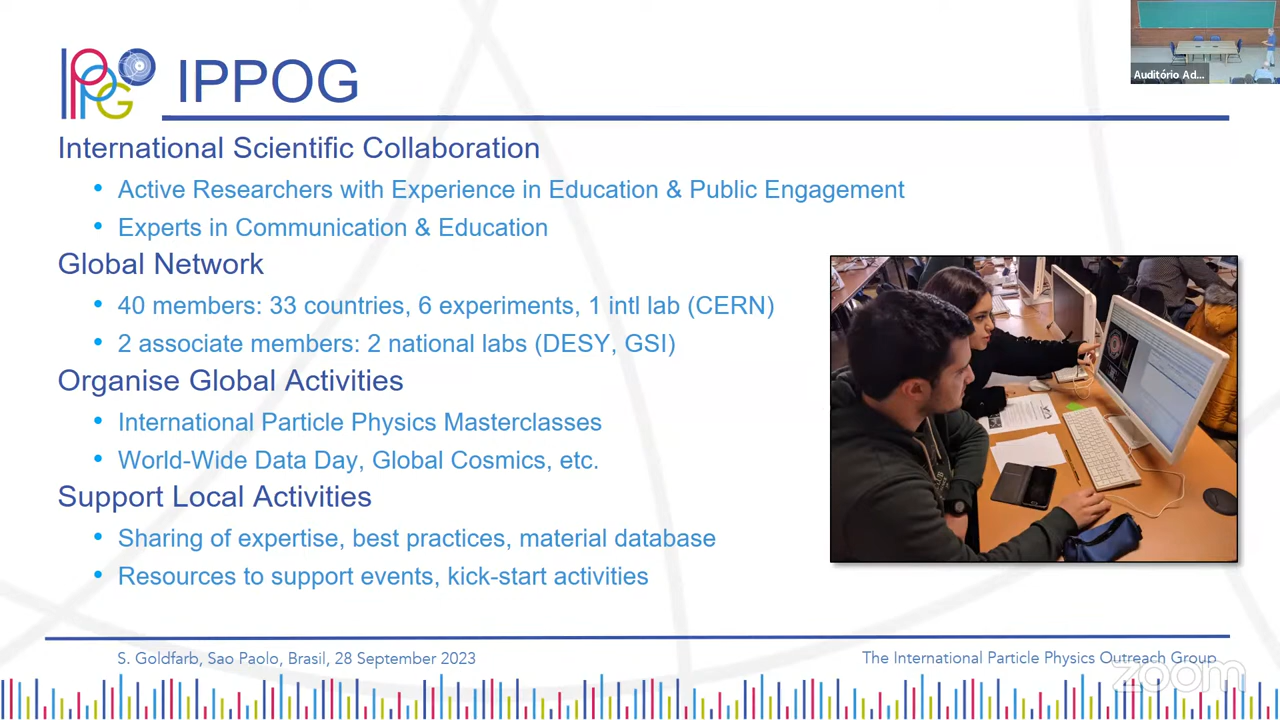 IPPOG
IPPOG
Auditório Ad...
International Scientific Collaboration
• Active Researchers with Experience in Education & Public Engagement
• Experts in Communication & Education
Global Network
• 40 members: 33 countries, 6 experiments, 1 intl lab (CERN)
• 2 associate members: 2 national labs (DESY, GSI)
Organise Global Activities
• International Particle Physics Masterclasses
• World-Wide Data Day, Global Cosmics, etc.
Support Local Activities
• Sharing of expertise, best practices, material database
• Resources to support events, kick-start activities
S. Goldfarb, Sao Paolo, Brasil, 28 September 2023
The International Particle Physics Outreach Group
zoom